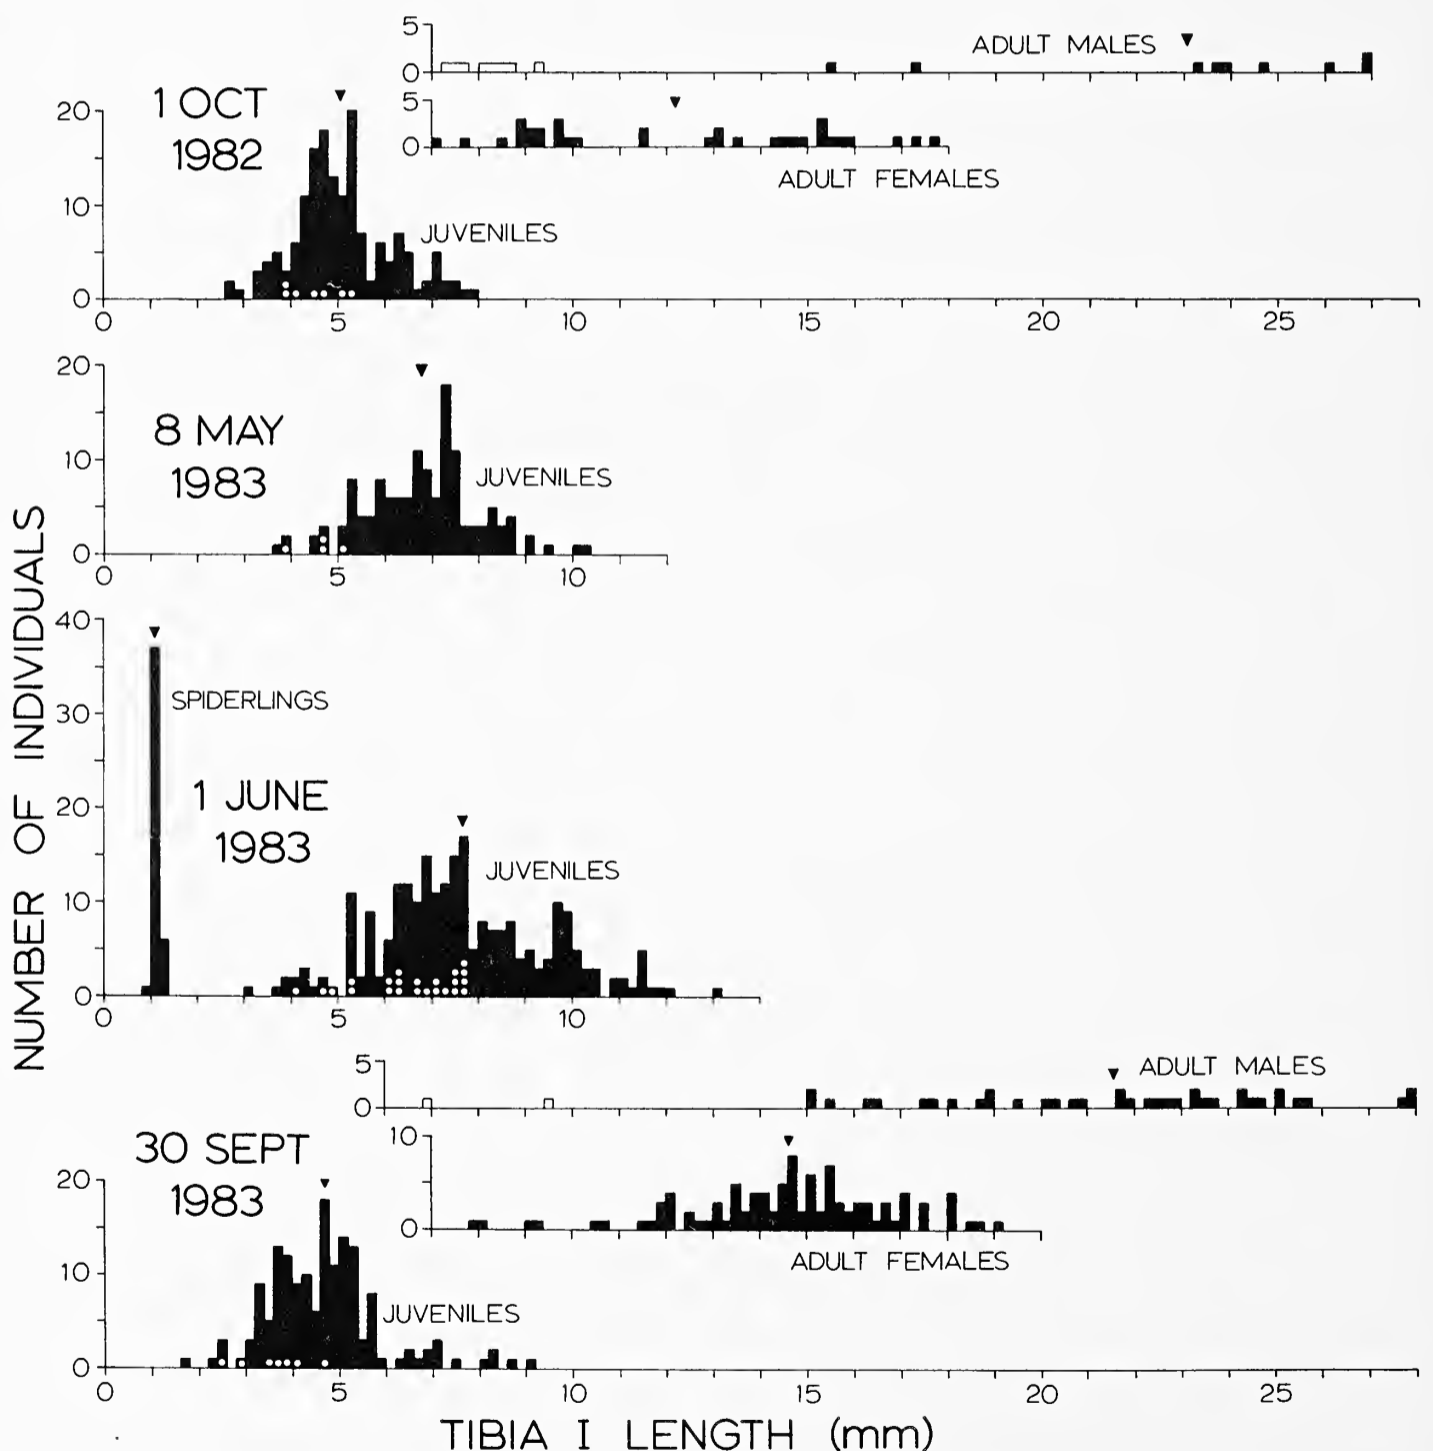 5
ADULT MALES
0
1 OCT
1982
20
5
0
ADULT FEMALES
10
JUVENILES
0
0 5 10 15 20 25
20
8 MAY
1983
10
JUVENILES
0
0 5 10
40
SPIDERLINGS
30
1 JUNE
1983
20
JUVENILES
10
0
0 5 10
5
ADULT MALES
0
30 SEPT
1983
10
20
0
ADULT FEMALES
10
JUVENILES
0
0 5 10 15 20 25
TIBIA I LENGTH (mm)
NUMBER OF INDIVIDUALS